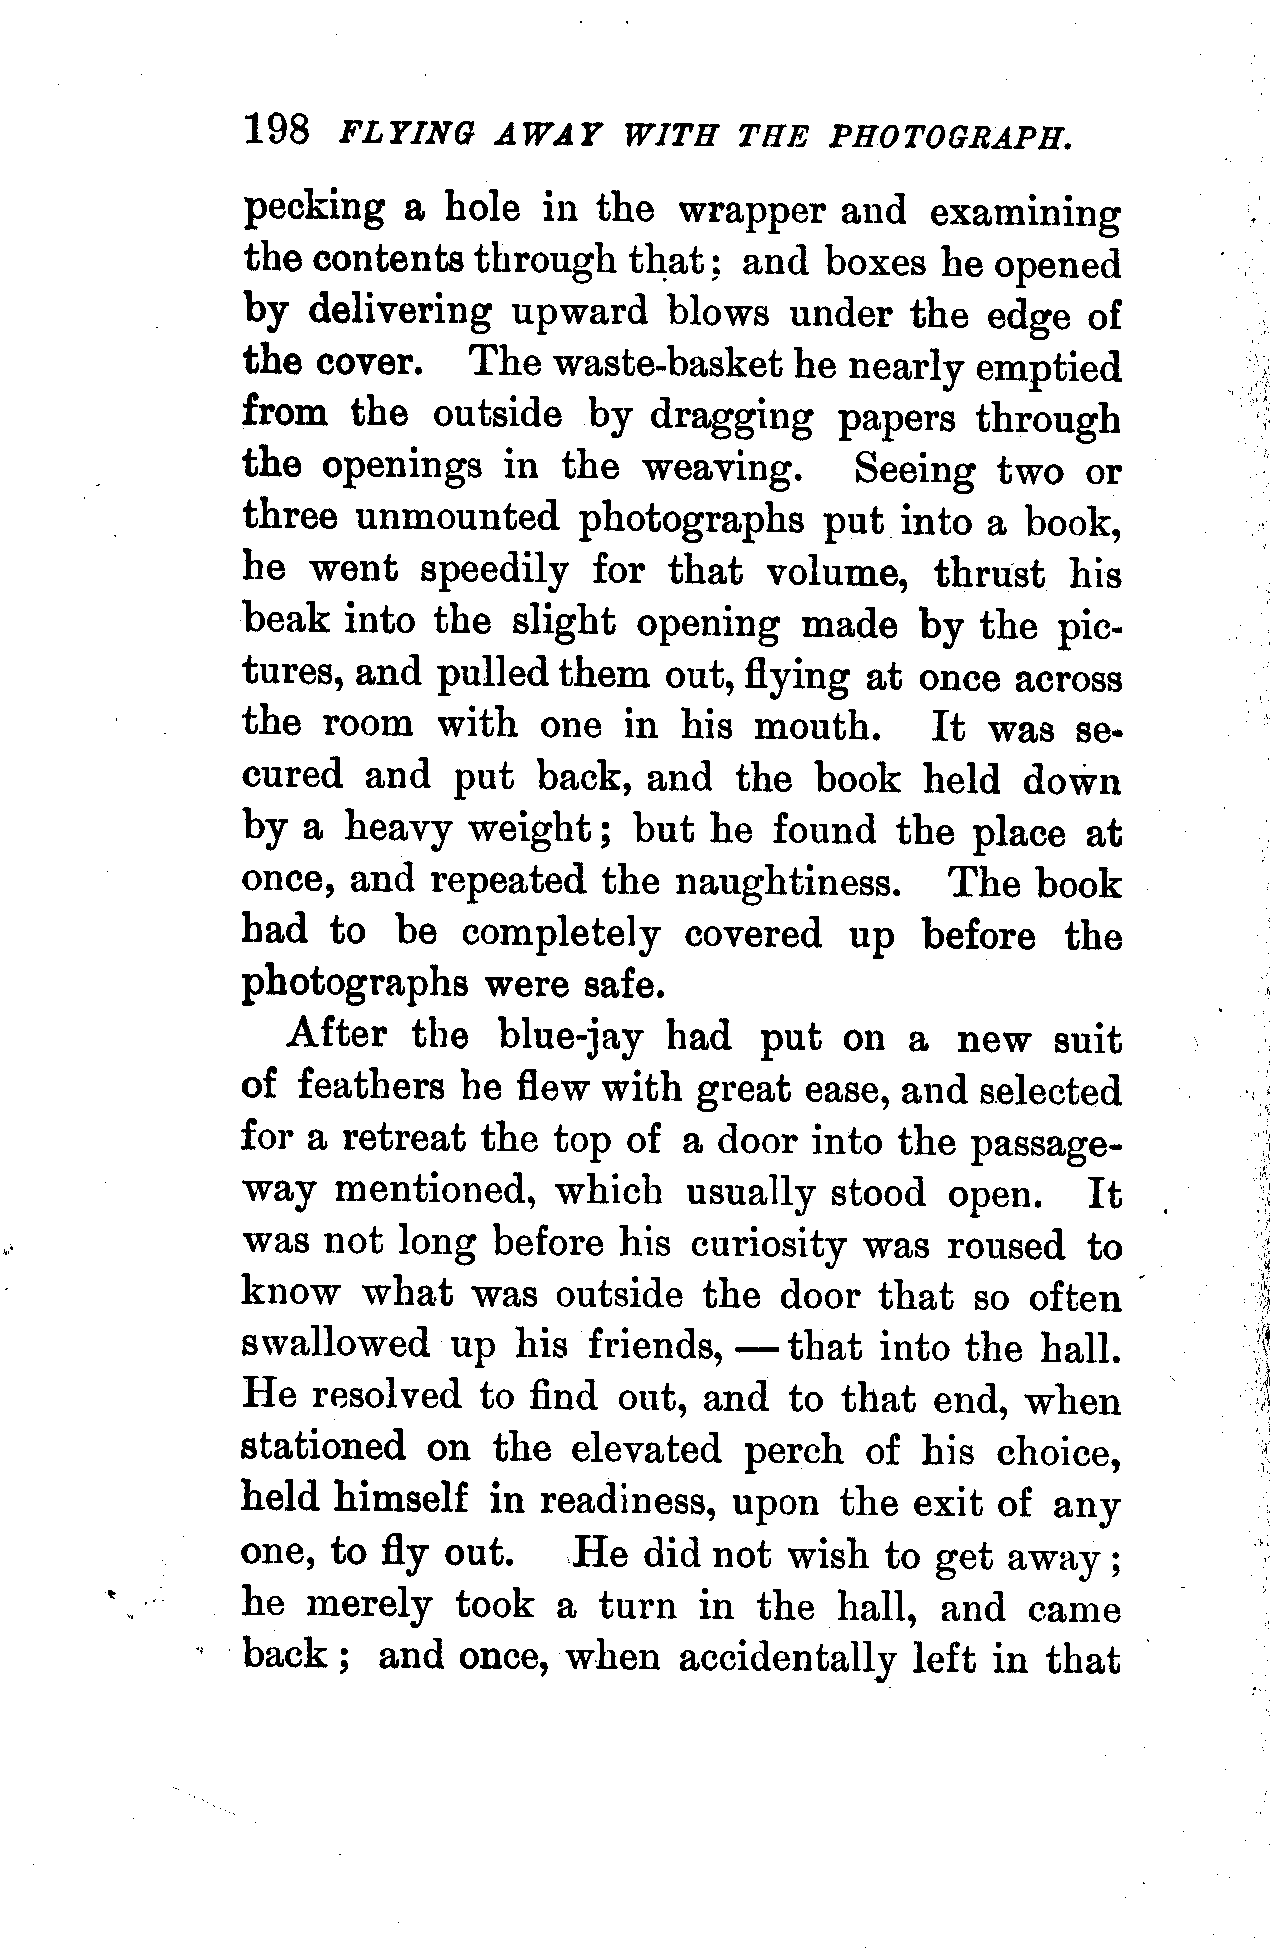 198 FLYING AWAY WITH THE PHOTOGRAPH.
pecking a hole in the wrapper and examining
the contents through that; and boxes he opened
by delivering upward blows under the edge of
the cover. The waste-basket he nearly emptied
from the outside by dragging papers through
the openings in the weaving. Seeing two or
three unmounted photographs put into a book,
he went speedily for that volume, thrust his
beak into the slight opening made by the pic-
tures, and pulled them out, flying at once across
the room with one in his mouth. It was se-
cured and put back, and the book held down
by a heavy weight; but he found the place at
once, and repeated the naughtiness. The book
had to be completely covered up before the
photographs were safe.
After the blue-jay had put on a new suit
of feathers he flew with great ease, and selected
for a retreat the top of a door into the passage-
way mentioned, which usually stood open. It
was not long before his curiosity was roused to
know what was outside the door that so often
swallowed up his friends, — that into the hall.
He resolved to find out, and to that end, when
stationed on the elevated perch of his choice,
held himself in readiness, upon the exit of any
one, to fly out. He did not wish to get away;
he merely took a turn in the hall, and came
back; and once, when accidentally left in that